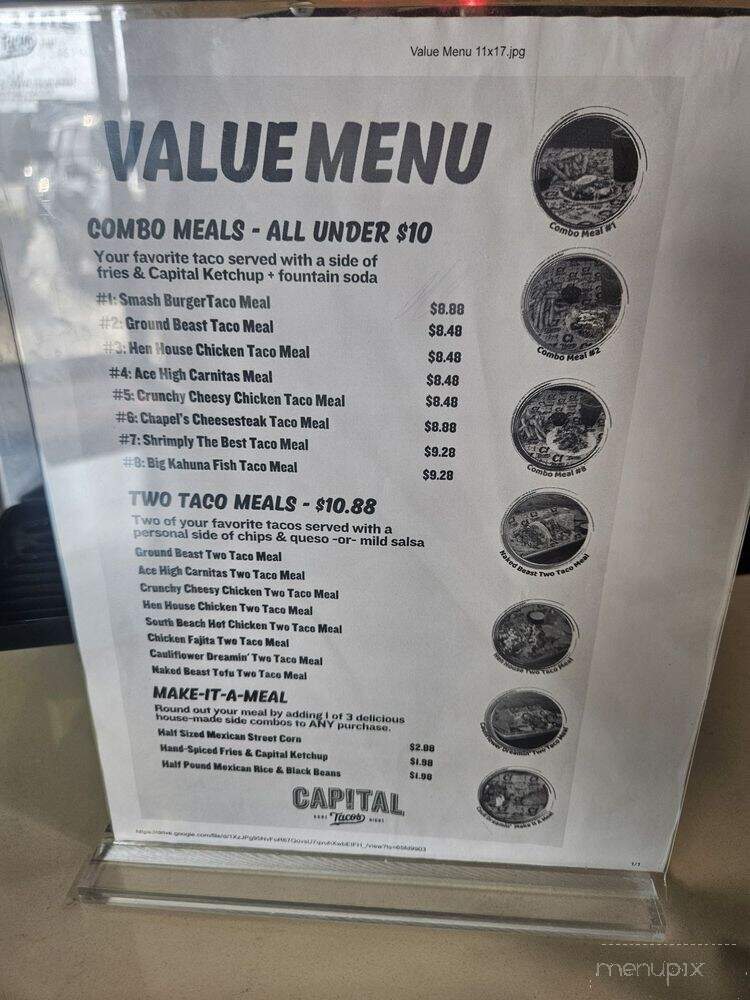 Value Menu 11x17.jpg
VALUE MENU
COMBO MEALS - ALL UNDER $10
Your favorite taco served with a side of
fries & Capital Ketchup + fountain soda
#1: Smash BurgerTaco Meal $8.88
#2: Ground Beast Taco Meal $8.48
#3: Hen House Chicken Taco Meal $8.48
#4: Ace High Carnitas Meal $8.48
#5: Crunchy Cheesy Chicken Taco Meal $8.48
#6: Chapel's Cheesesteak Taco Meal $8.88
#7: Shrimply The Best Taco Meal $9.28
#8: Big Kahuna Fish Taco Meal $9.28
TWO TACO MEALS - $10.88
Two of your favorite tacos served with a
personal side of chips & queso -or- mild salsa
Ground Beast Two Taco Meal
Ace High Carnitas Two Taco Meal
Crunchy Cheesy Chicken Two Taco Meal
Hen House Chicken Two Taco Meal
South Beach Hot Chicken Two Taco Meal
Chicken Fajita Two Taco Meal
Cauliflower Dreamin' Two Taco Meal
Naked Beast Tofu Two Taco Meal
MAKE-IT-A-MEAL
Round out your meal by adding 1 of 3 delicious
house-made side combos to ANY purchase.
Half Sized Mexican Street Corn $2.88
Hand-Spiced Fries & Capital Ketchup $1.98
Half Pound Mexican Rice & Black Beans $1.98
CAP!TAL
Tacos
Combo Meal #1
Combo Meal #2
Combo Meal #8
Naked Beast Two Taco Meal
Hen House Two Taco Meal
Cauliflower Dreamin' Two Taco Meal
Make It A Meal
1/1
menupix